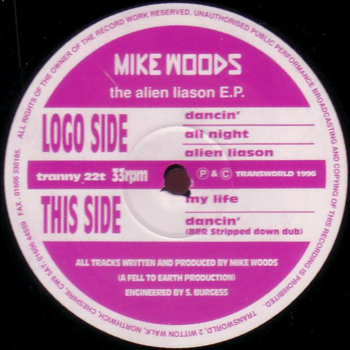 ALL RIGHTS OF THE OWNER OF THE RECORD WORK RESERVED. UNAUTHORISED PUBLIC PERFORMANCE BROADCASTING AND COPYING OF THIS RECORDING IS PROHIBITED.
MIKE WOODS
the alien liason E.P.
LOGO SIDE
dancin'
all night
alien liason
tranny 22t 33rpm P & C TRANSWORLD 1996
THIS SIDE
my life
dancin'
(BRR Stripped down dub)
ALL TRACKS WRITTEN AND PRODUCED BY MIKE WOODS
(A FELL TO EARTH PRODUCTION)
ENGINEERED BY S. BURGESS
TRANSWORLD, 2 WITTON WALK, NORTHWICH, CHESHIRE, CW9 5AT. 01606 44559 FAX. 01606 330185.